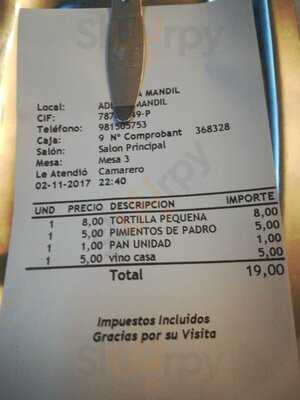 MANDIL
Local: MANDIL
CIF: 49-P
Teléfono: 981505753
Caja: 9 Nº Comprobant 368328
Salón: Salon Principal
Mesa: Mesa 3
Le Atendió Camarero
02-11-2017 22:40
UND PRECIO DESCRIPCION IMPORTE
1 8,00 TORTILLA PEQUEÑA 8,00
1 5,00 PIMIENTOS DE PADRO 5,00
1 1,00 PAN UNIDAD 1,00
1 5,00 vino casa 5,00
Total 19,00
Impuestos Incluidos
Gracias por su Visita